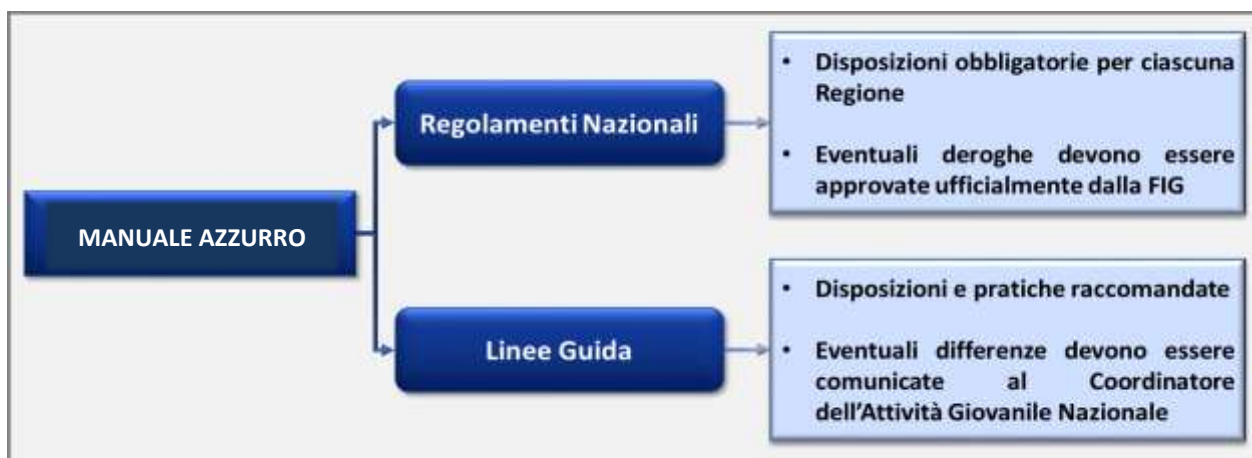 MANUALE AZZURRO
Regolamenti Nazionali
• Disposizioni obbligatorie per ciascuna
Regione
• Eventuali deroghe devono essere
approvate ufficialmente dalla FIG
Linee Guida
• Disposizioni e pratiche raccomandate
• Eventuali differenze devono essere
comunicate al Coordinatore
dell'Attività Giovanile Nazionale